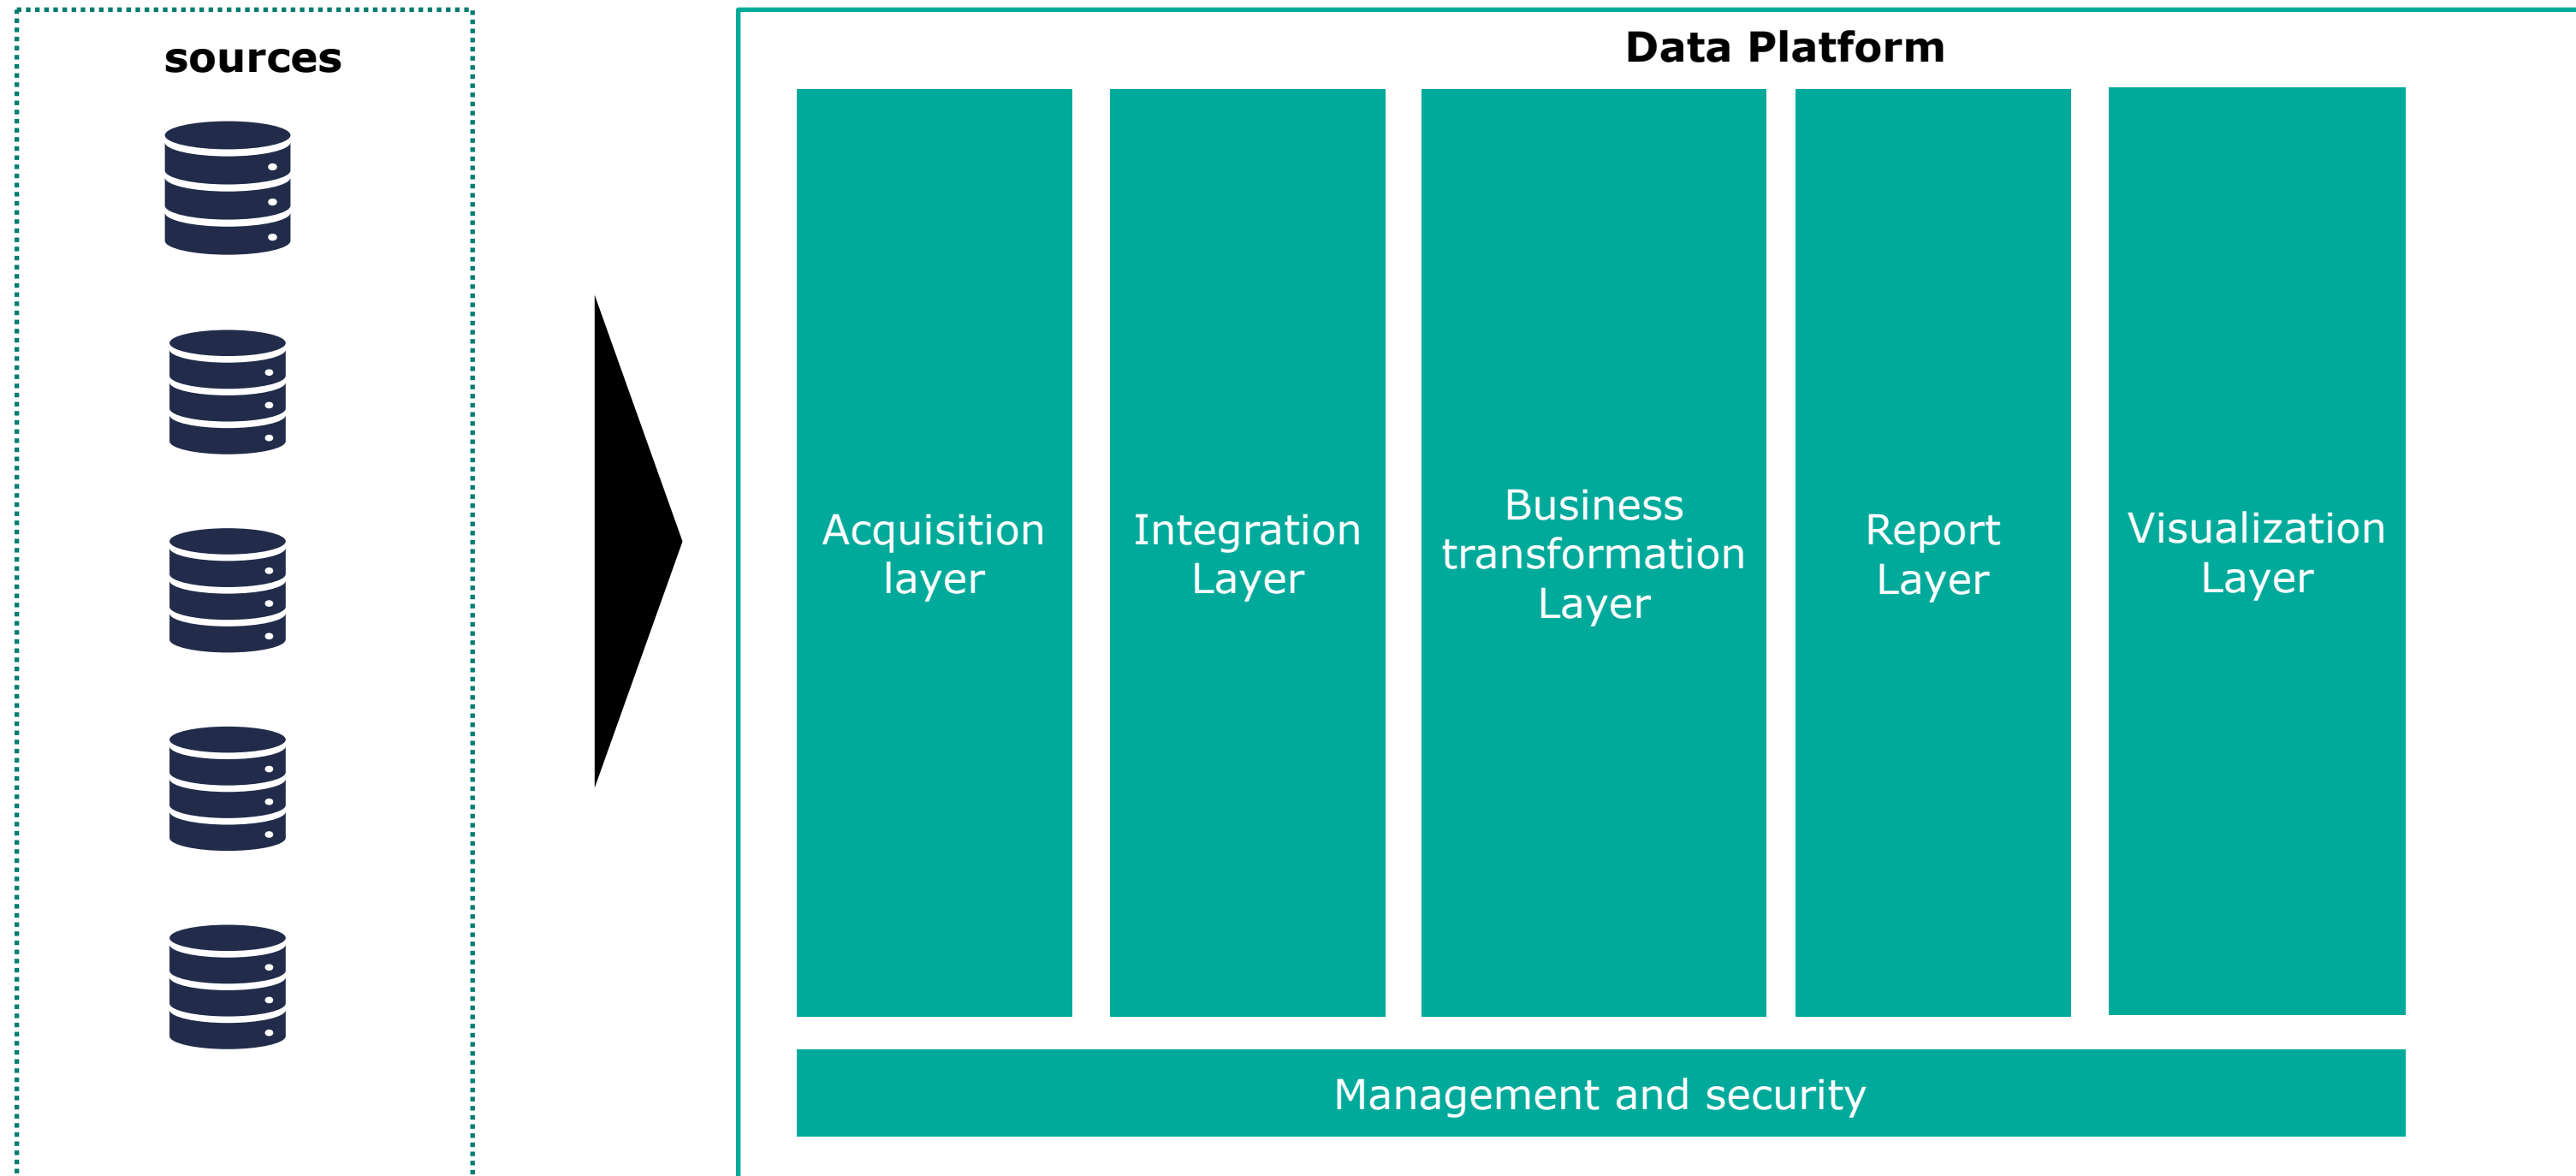 sources
Data Platform
Acquisition
layer
Integration
Layer
Business
transformation
Layer
Report
Layer
Visualization
Layer
Management and security